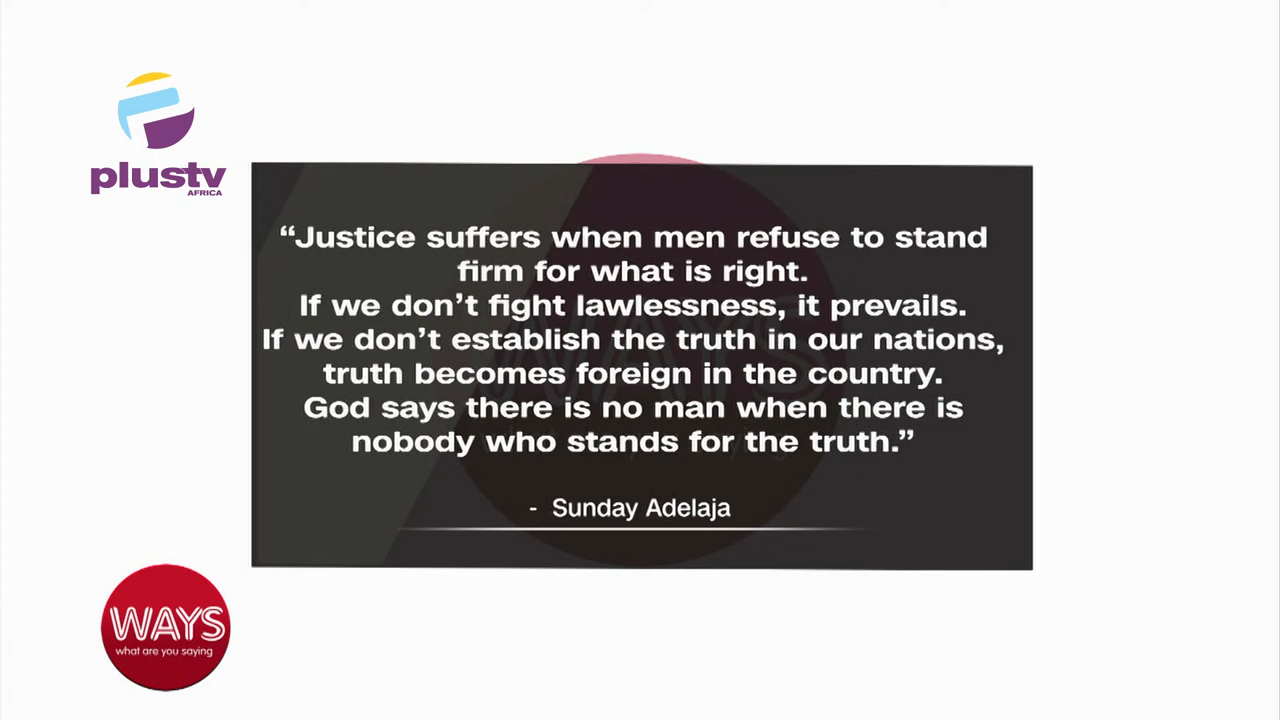 plustv
AFRICA
“Justice suffers when men refuse to stand
firm for what is right.
If we don’t fight lawlessness, it prevails.
If we don’t establish the truth in our nations,
truth becomes foreign in the country.
God says there is no man when there is
nobody who stands for the truth.”
- Sunday Adelaja
WAYS
what are you saying